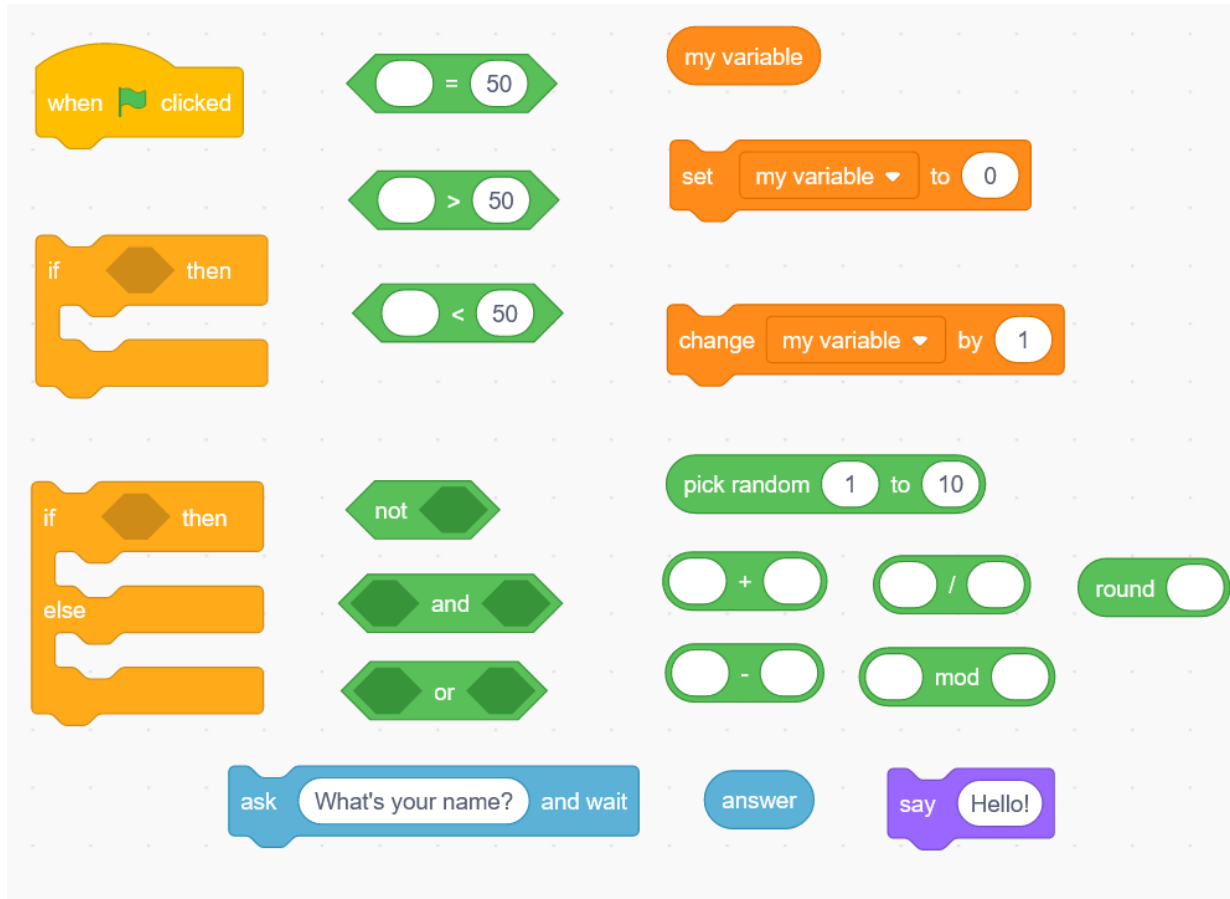 when clicked
= 50
my variable
set my variable to 0
> 50
if then
< 50
change my variable by 1
pick random 1 to 10
if then
else
not
and
or
+
/
round
-
mod
ask What's your name? and wait
answer
say Hello!